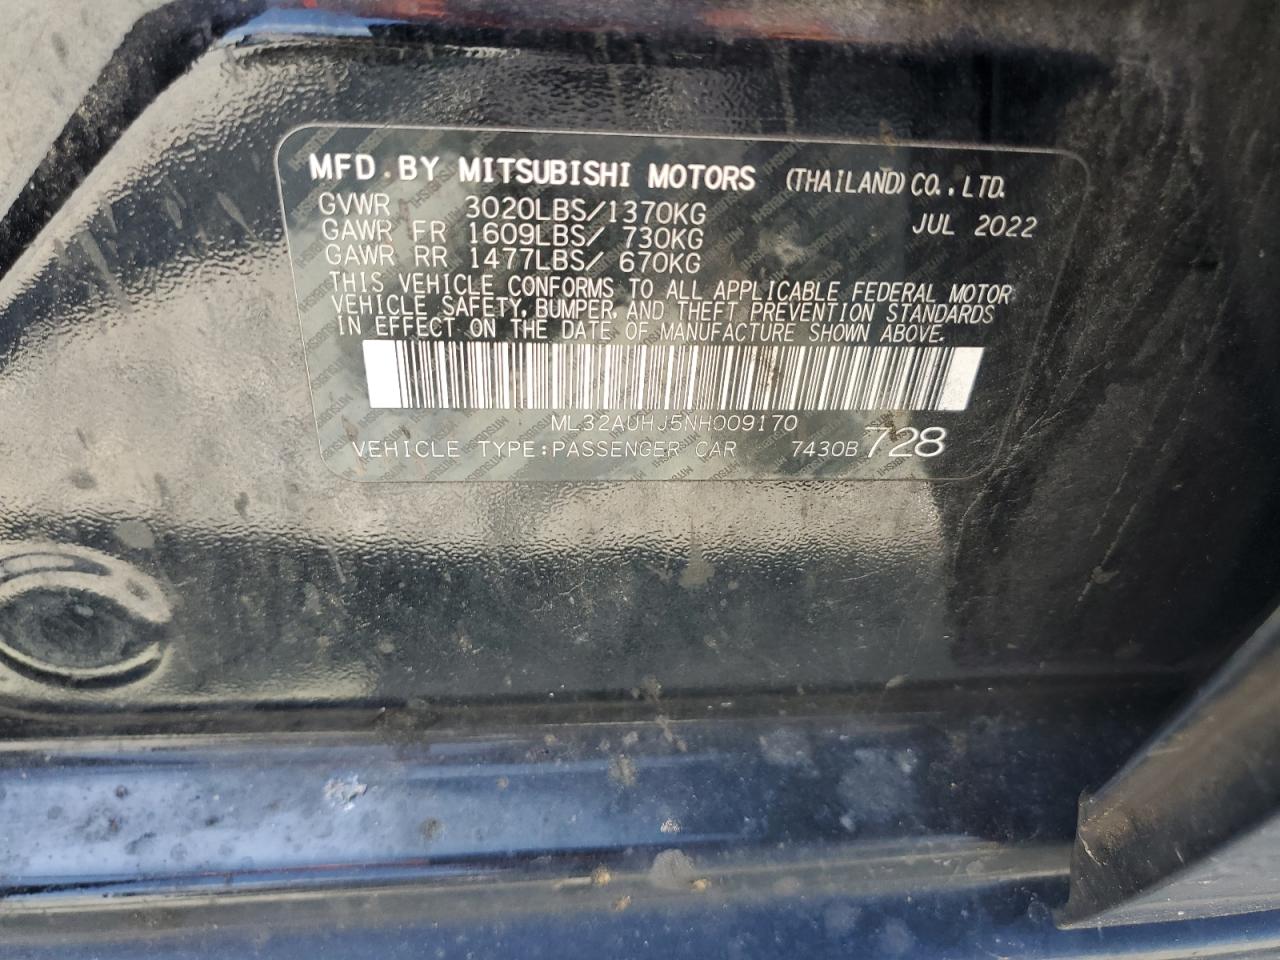 MFD.BY MITSUBISHI MOTORS (THAILAND) CO., LTD.
GVWR 3020LBS/1370KG JUL 2022
GAWR FR 1609LBS/ 730KG
GAWR RR 1477LBS/ 670KG
THIS VEHICLE CONFORMS TO ALL APPLICABLE FEDERAL MOTOR
VEHICLE SAFETY, BUMPER, AND THEFT PREVENTION STANDARDS
IN EFFECT ON THE DATE OF MANUFACTURE SHOWN ABOVE.
ML32AUHJ5NH009170
VEHICLE TYPE:PASSENGER CAR 7430B 728